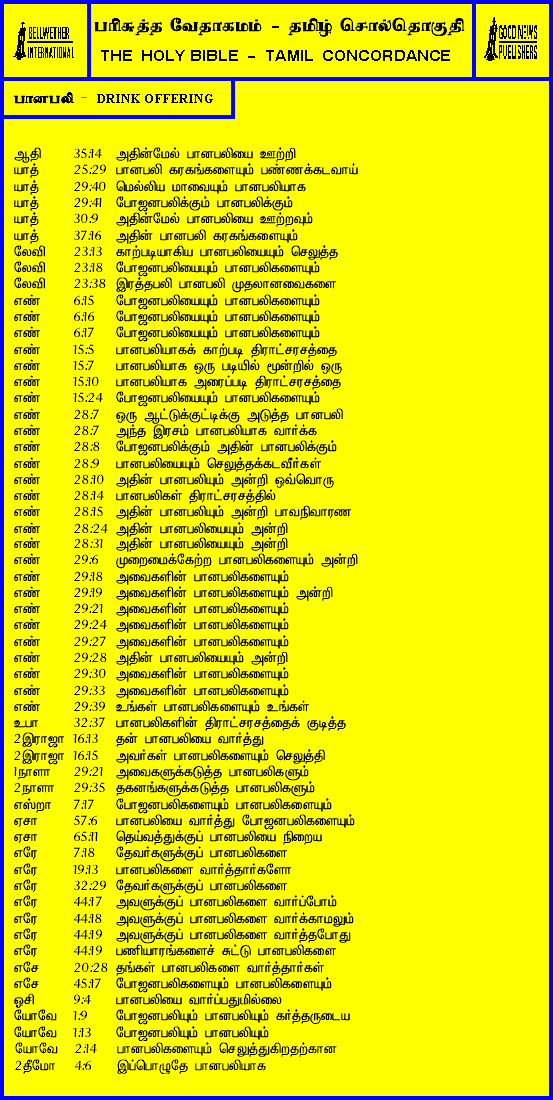 BELLWETHER
INTERNATIONAL
பரிசுத்த வேதாகமம் - தமிழ் சொல்தொகுதி
THE HOLY BIBLE - TAMIL CONCORDANCE
GOOD NEWS
PUBLISHERS
பானபலி - DRINK OFFERING
ஆதி 35:14 அதின்மேல் பானபலியை ஊற்றி
யாத் 25:29 பானபலி கரகங்களையும் பண்ணக்கடவாய்
யாத் 29:40 மெல்லிய மாவையும் பானபலியாக
யாத் 29:41 போஜனபலிக்கும் பானபலிக்கும்
யாத் 30.9 அதின்மேல் பானபலியை ஊற்றவும்
யாத் 37:16 அதின் பானபலி கரகங்களையும்
லேவி 23:13 காற்படியாகிய பானபலியையும் செலுத்த
லேவி 23:18 போஜனபலியையும் பானபலிகளையும்
லேவி 23:38 இரத்தபலி பானபலி முதலானவைகளை
எண் 6:15 போஜனபலியையும் பானபலிகளையும்
எண் 6:16 போஜனபலியையும் பானபலிகளையும்
எண் 6:17 போஜனபலியையும் பானபலிகளையும்
எண் 15:5 பானபலியாகக் காற்படி திராட்சரசத்தை
எண் 15:7 பானபலியாக ஒரு படியில் மூன்றில் ஒரு
எண் 15:10 பானபலியாக அரைப்படி திராட்சரசத்தை
எண் 15:24 போஜனபலியையும் பானபலிகளையும்
எண் 28:7 ஒரு ஆட்டுக்குட்டிக்கு அடுத்த பானபலி
எண் 28:7 அந்த இரசம் பானபலியாக வார்க்க
எண் 28:8 போஜனபலிக்கும் அதின் பானபலிக்கும்
எண் 28:9 பானபலியையும் செலுத்தக்கடவீர்கள்
எண் 28:10 அதின் பானபலியும் அன்றி ஒவ்வொரு
எண் 28:14 பானபலிகள் திராட்சரசத்தில்
எண் 28:15 அதின் பானபலியும் அன்றி பாவநிவாரண
எண் 28:24 அதின் பானபலியையும் அன்றி
எண் 28:31 அதின் பானபலியையும் அன்றி
எண் 29:6 முறைமைக்கேற்ற பானபலிகளையும் அன்றி
எண் 29:18 அவைகளின் பானபலிகளையும்
எண் 29:19 அவைகளின் பானபலிகளையும் அன்றி
எண் 29:21 அவைகளின் பானபலிகளையும்
எண் 29:24 அவைகளின் பானபலிகளையும்
எண் 29:27 அவைகளின் பானபலிகளையும்
எண் 29:28 அதின் பானபலியையும் அன்றி
எண் 29:30 அவைகளின் பானபலிகளையும்
எண் 29:33 அவைகளின் பானபலிகளையும்
எண் 29:39 உங்கள் பானபலிகளையும் உங்கள்
உபா 32:37 பானபலிகளின் திராட்சரசத்தைக் குடித்த
2இராஜா 16:13 தன் பானபலியை வார்த்து
2இராஜா 16:15 அவர்கள் பானபலிகளையும் செலுத்தி
1நாளா 29:21 அவைகளுக்கடுத்த பானபலிகளும்
2நாளா 29:35 தகனங்களுக்கடுத்த பானபலிகளும்
எஸ்றா 7:17 போஜனபலிகளையும் பானபலிகளையும்
ஏசா 57:6 பானபலியை வார்த்து போஜனபலிகளையும்
ஏசா 65:11 தெய்வத்துக்குப் பானபலியை நிறைய
எரே 7:18 தேவர்களுக்குப் பானபலிகளை
எரே 19:13 பானபலிகளை வார்த்தார்களோ
எரே 32:29 தேவர்களுக்குப் பானபலிகளை
எரே 44:17 அவளுக்குப் பானபலிகளை வார்ப்போம்
எரே 44:18 அவளுக்குப் பானபலிகளை வார்க்காமலும்
எரே 44:19 அவளுக்குப் பானபலிகளை வார்த்தபோது
எரே 44:19 பணியாரங்களைச் சுட்டு பானபலிகளை
எசே 20:28 தங்கள் பானபலிகளை வார்த்தார்கள்
எசே 45:17 போஜனபலிகளையும் பானபலிகளையும்
ஓசி 9:4 பானபலியை வார்ப்பதுமில்லை
யோவே 1:9 போஜனபலியும் பானபலியும் கர்த்தருடைய
யோவே 1:13 போஜனபலியும் பானபலியும்
யோவே 2:14 பானபலிகளையும் செலுத்துகிறதற்கான
2தீமோ 4:6 இப்பொழுதே பானபலியாக